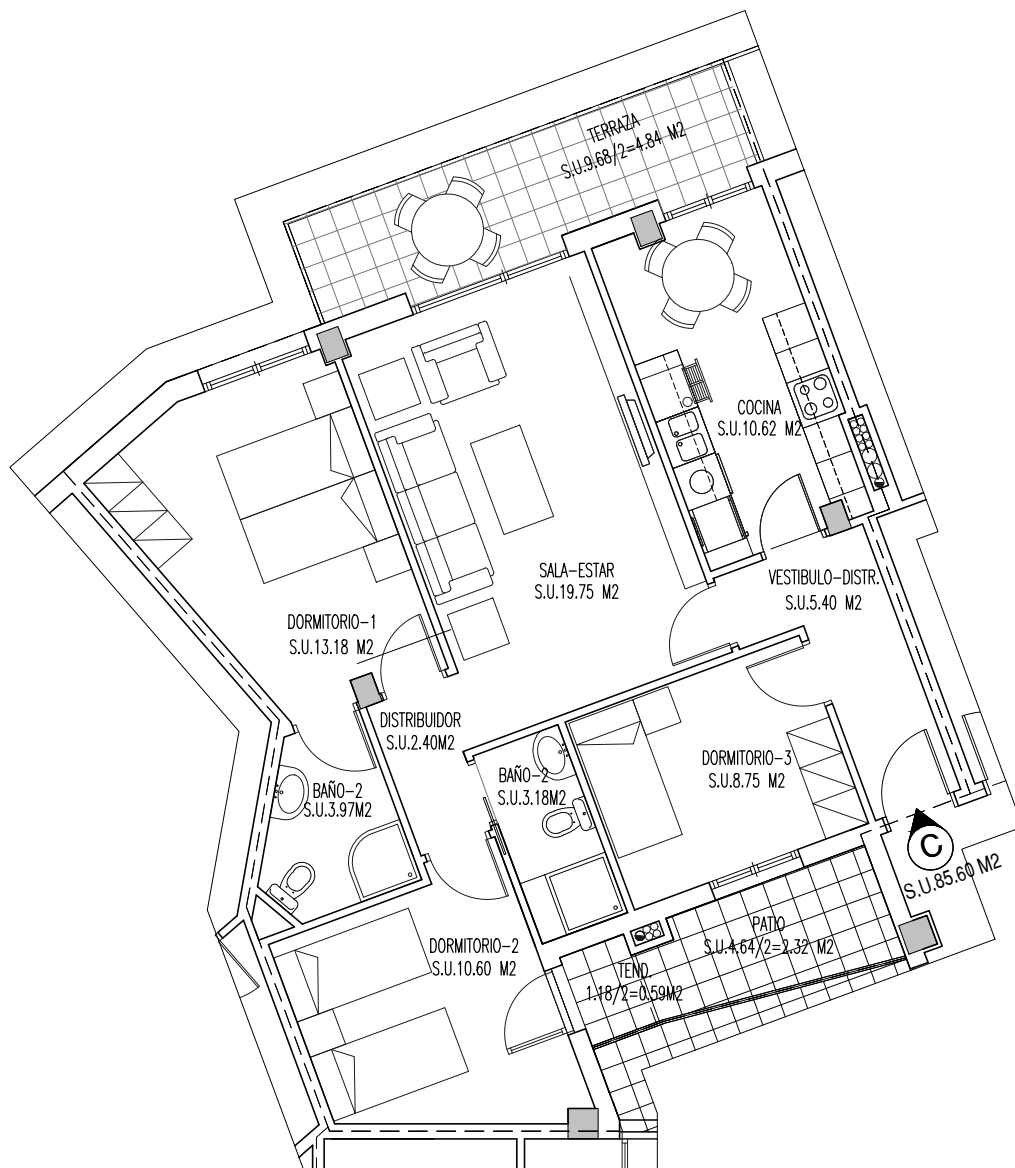 TERRAZA
S.U.9.68/2=4.84 M2
COCINA
S.U.10.62 M2
SALA-ESTAR
S.U.19.75 M2
VESTIBULO-DISTR.
S.U.5.40 M2
DORMITORIO-1
S.U.13.18 M2
DISTRIBUIDOR
S.U.2.40M2
BAÑO-2
S.U.3.97M2
BAÑO-2
S.U.3.18M2
DORMITORIO-3
S.U.8.75 M2
C
S.U.85.60 M2
DORMITORIO-2
S.U.10.60 M2
PATIO
S.U.4.64/2=2.32 M2
TEND.
1.18/2=0.59M2